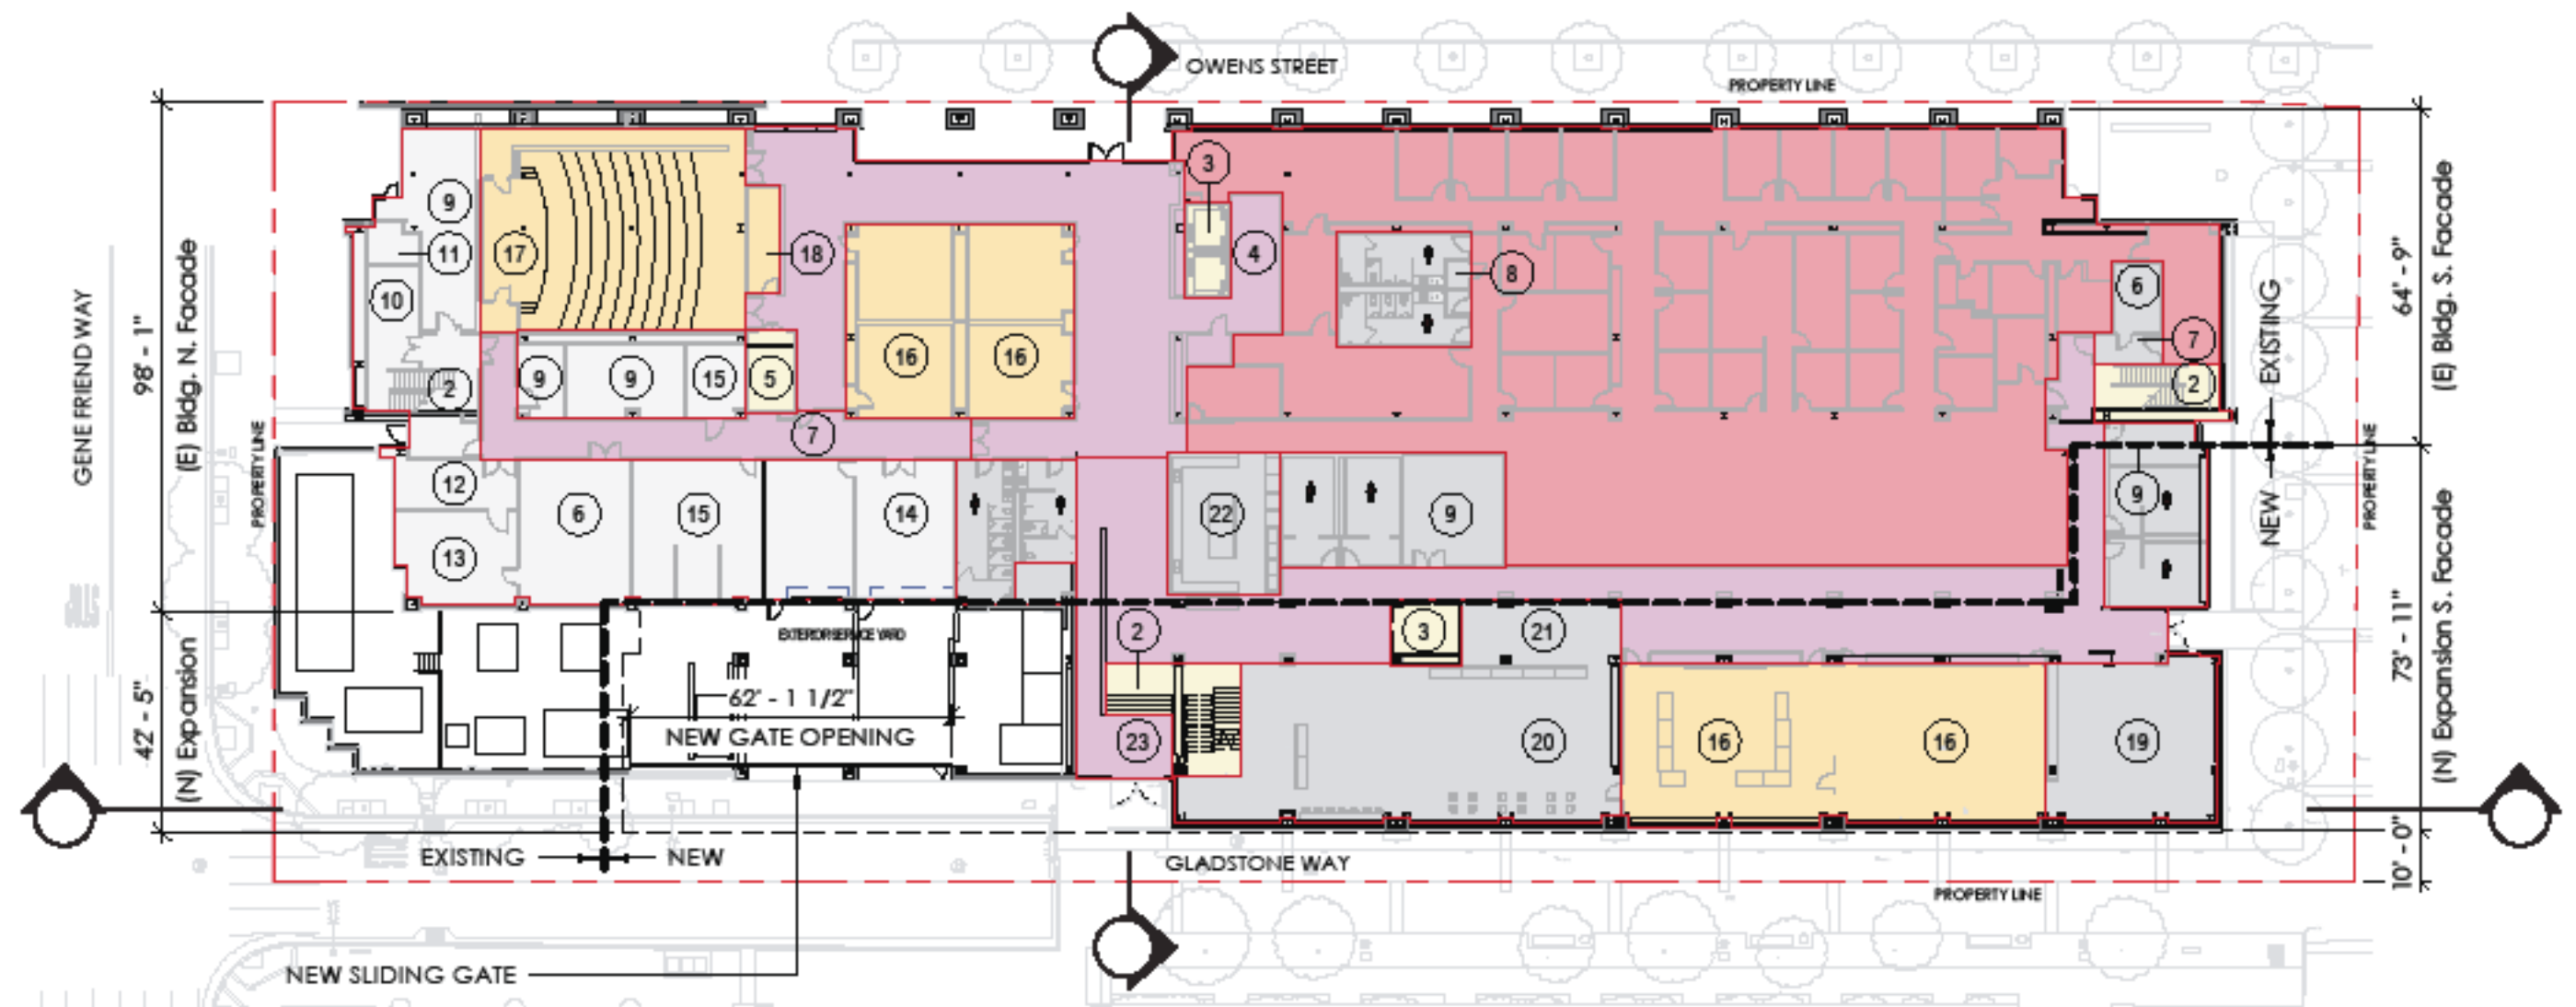 OWENS STREET
PROPERTY LINE
3
9
17
18
4
11
8
10
6
16
16
7
9
9
15
5
2
2
7
12
6
15
14
22
9
9
13
2
3
21
EXTERIOR SERVICE YARD
62' - 1 1/2"
NEW GATE OPENING
23
20
16
16
19
GENE FRIEND WAY
98' - 1"
(E) Bldg. N. Facade
PROPERTY LINE
42' - 5"
(N) Expansion
64' - 9"
(E) Bldg. S. Facade
EXISTING
NEW
PROPERTY LINE
73' - 11"
(N) Expansion S. Facade
10' - 0"
EXISTING
NEW
GLADSTONE WAY
PROPERTY LINE
NEW SLIDING GATE